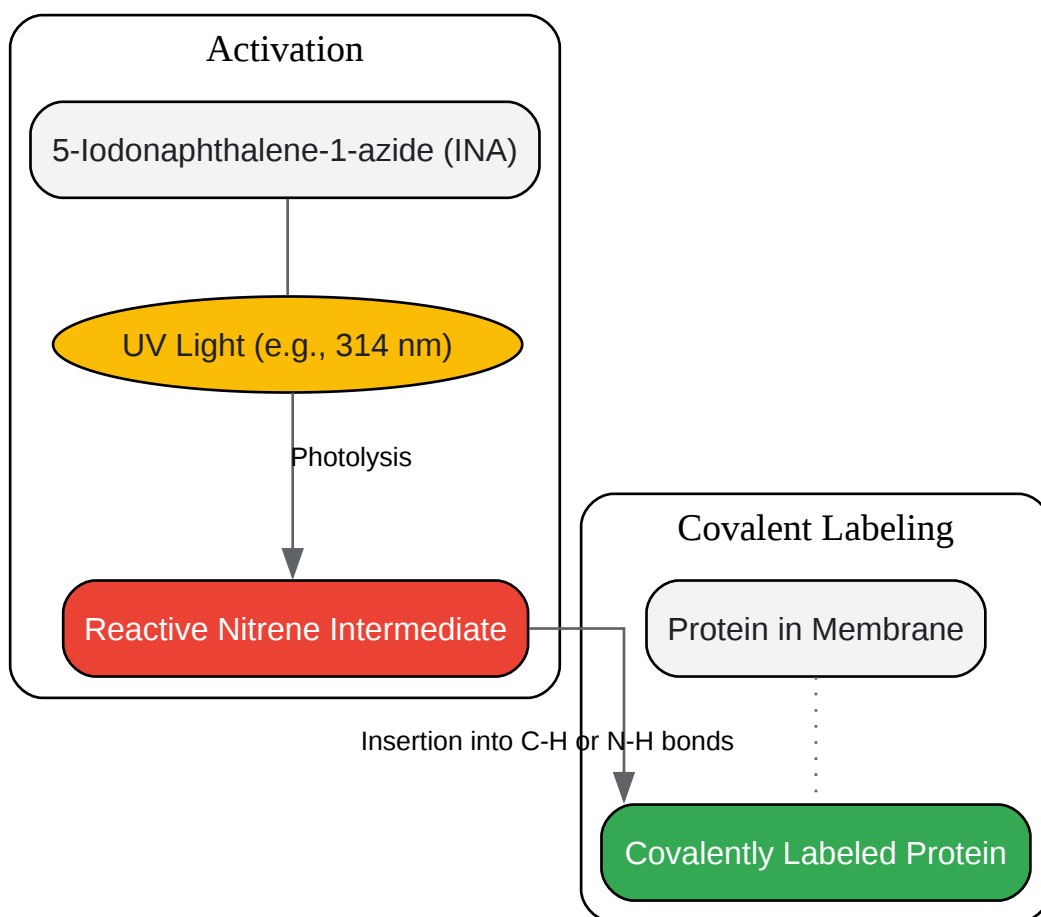 Activation
5-Iodonaphthalene-1-azide (INA)
UV Light (e.g., 314 nm)
Photolysis
Reactive Nitrene Intermediate
Covalent Labeling
Protein in Membrane
Insertion into C-H or N-H bonds
Covalently Labeled Protein